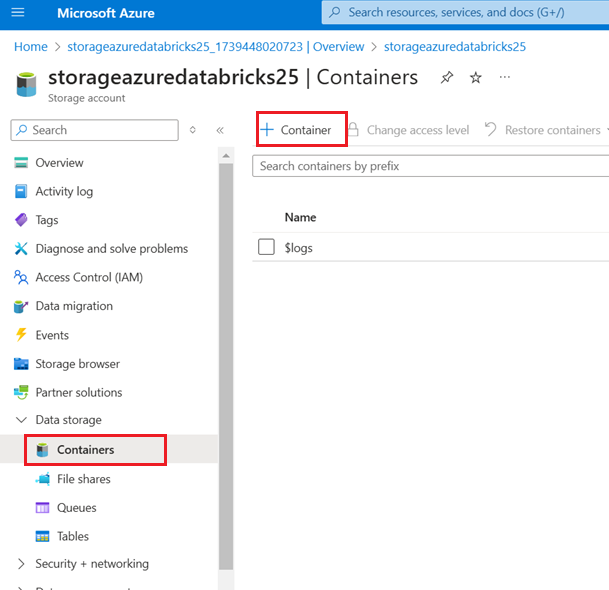 Microsoft Azure
Search resources, services, and docs (G+/)
Home > storageazuredatabricks25_1739448020723 | Overview > storageazuredatabricks25
storageazuredatabricks25 | Containers
Storage account
Search
+ Container
Change access level
Restore containers
Search containers by prefix
Overview
Activity log
Tags
Diagnose and solve problems
Access Control (IAM)
Data migration
Events
Storage browser
Partner solutions
Data storage
Containers
File shares
Queues
Tables
Security + networking
Name
$logs